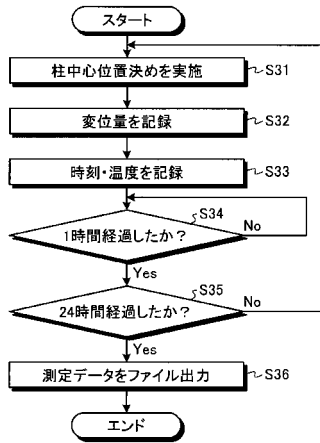 スタート
柱中心位置決めを実施
S31
変位量を記録
S32
時刻・温度を記録
S33
S34
1時間経過したか?
No
Yes
S35
24時間経過したか?
No
Yes
測定データをファイル出力
S36
エンド